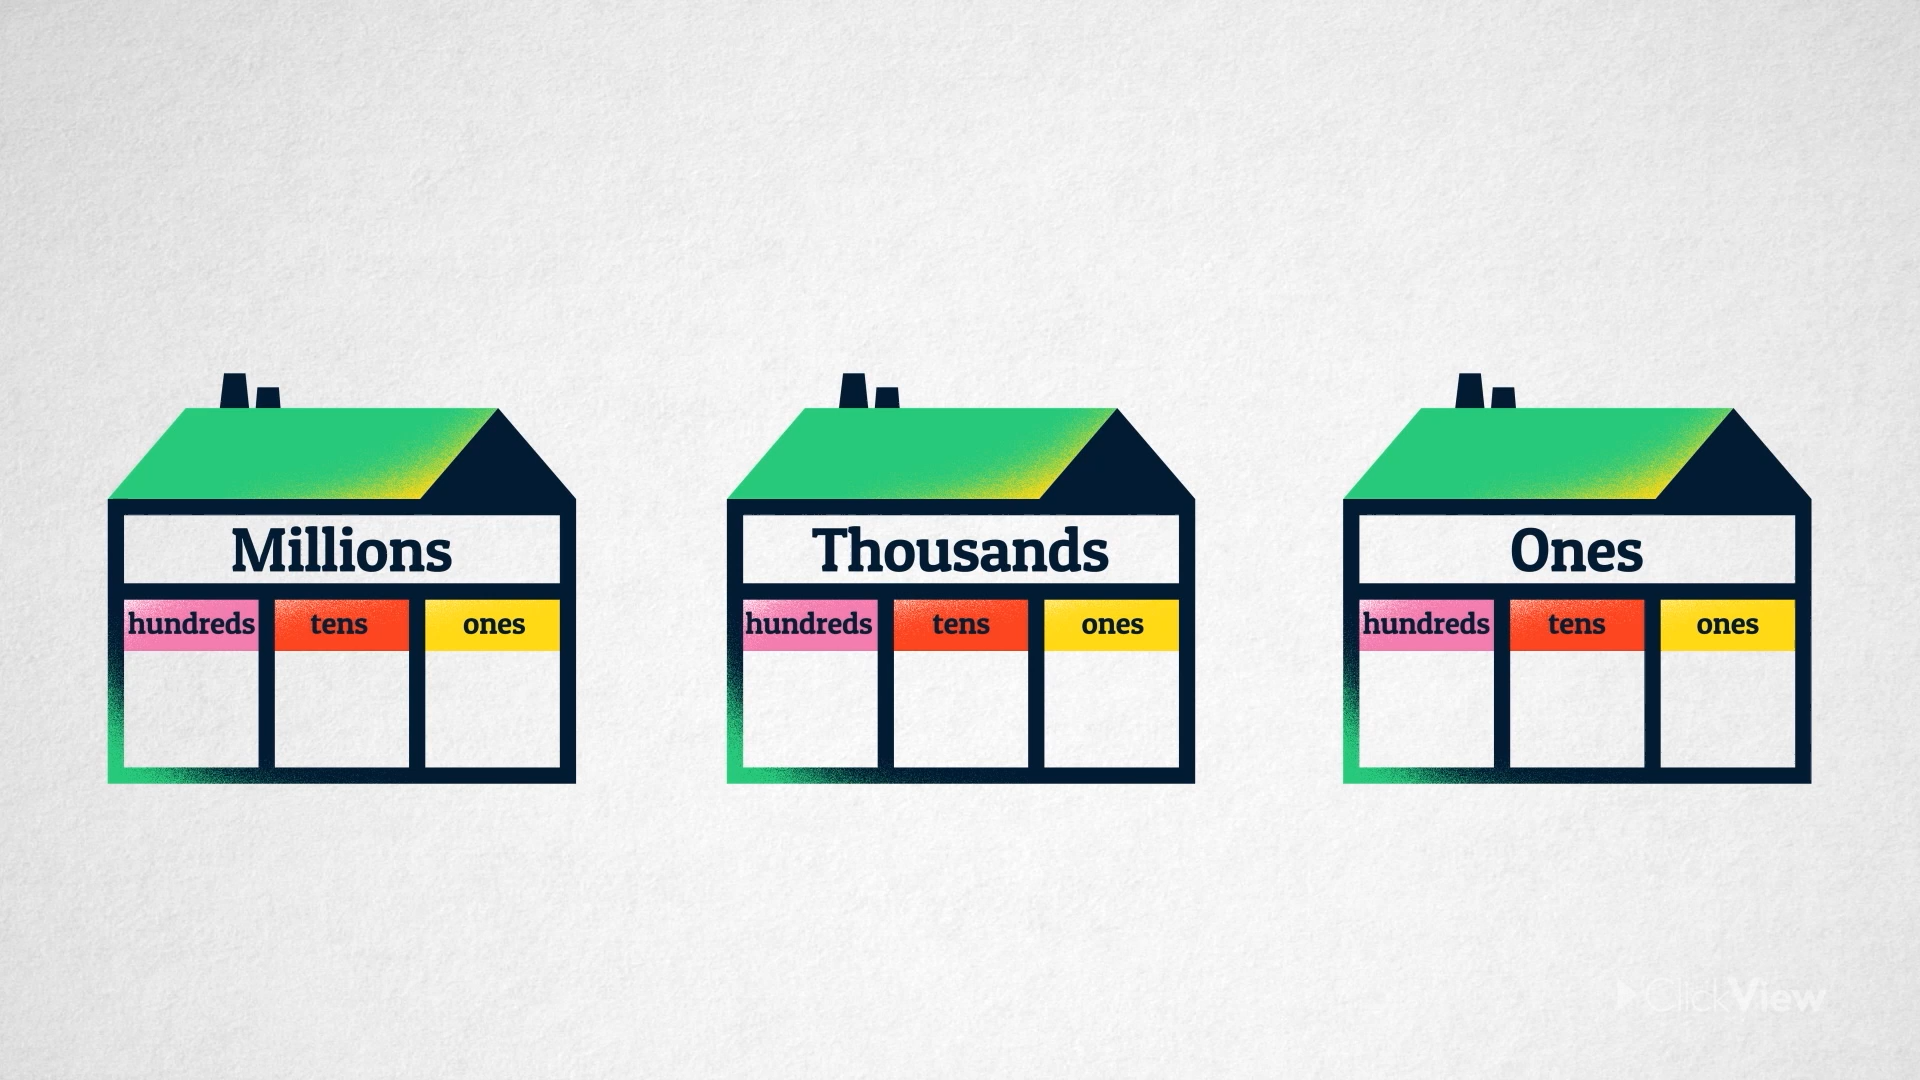 Millions
hundreds tens ones
Thousands
hundreds tens ones
Ones
hundreds tens ones
ClickView